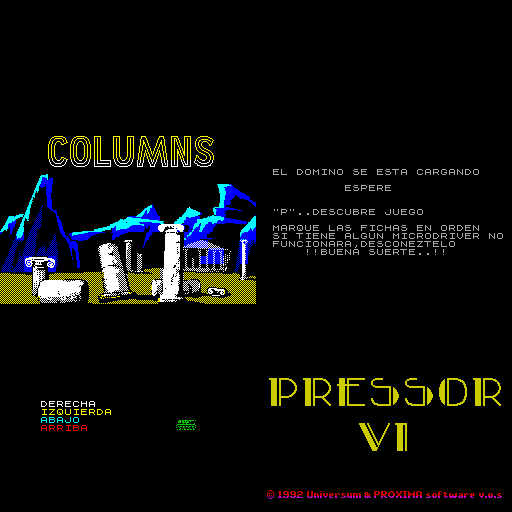 COLUMNS
EL DOMINO SE ESTA CARGANDO
ESPERE
"P"..DESCUBRE JUEGO
MARQUE LAS FICHAS EN ORDEN
SI TIENE ALGUN MICRODRIVER NO
FUNCIONARA,DESCONEZTELO
!!BUENA SUERTE..!!
DERECHA
IZQUIERDA
ABAJO
ARRIBA
PRESSOR
VI
© 1992 Universum & PROXIMA software v.o.s